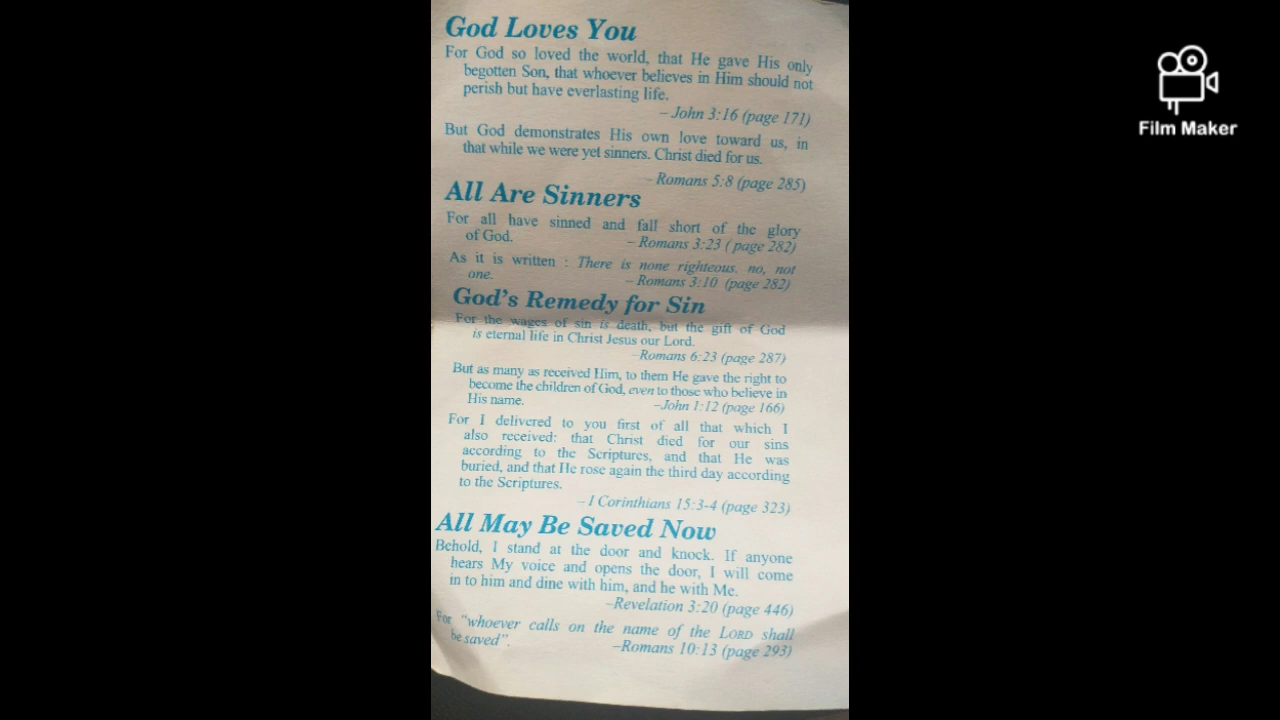 God Loves You
For God so loved the world, that He gave His only
begotten Son, that whoever believes in Him should not
perish but have everlasting life.
– John 3:16 (page 171)
But God demonstrates His own love toward us, in
that while we were yet sinners. Christ died for us.
– Romans 5:8 (page 285)
All Are Sinners
For all have sinned and fall short of the glory
of God. – Romans 3:23 ( page 282)
As it is written : There is none righteous. no, not
one. – Romans 3:10 (page 282)
God's Remedy for Sin
For the wages of sin is death, but the gift of God
is eternal life in Christ Jesus our Lord.
–Romans 6:23 (page 287)
But as many as received Him, to them He gave the right to
become the children of God, even to those who believe in
His name. –John 1:12 (page 166)
For I delivered to you first of all that which I
also received: that Christ died for our sins
according to the Scriptures, and that He was
buried, and that He rose again the third day according
to the Scriptures.
– I Corinthians 15:3-4 (page 323)
All May Be Saved Now
Behold, I stand at the door and knock. If anyone
hears My voice and opens the door, I will come
in to him and dine with him, and he with Me.
–Revelation 3:20 (page 446)
For "whoever calls on the name of the LORD shall
be saved". –Romans 10:13 (page 293)
Film Maker